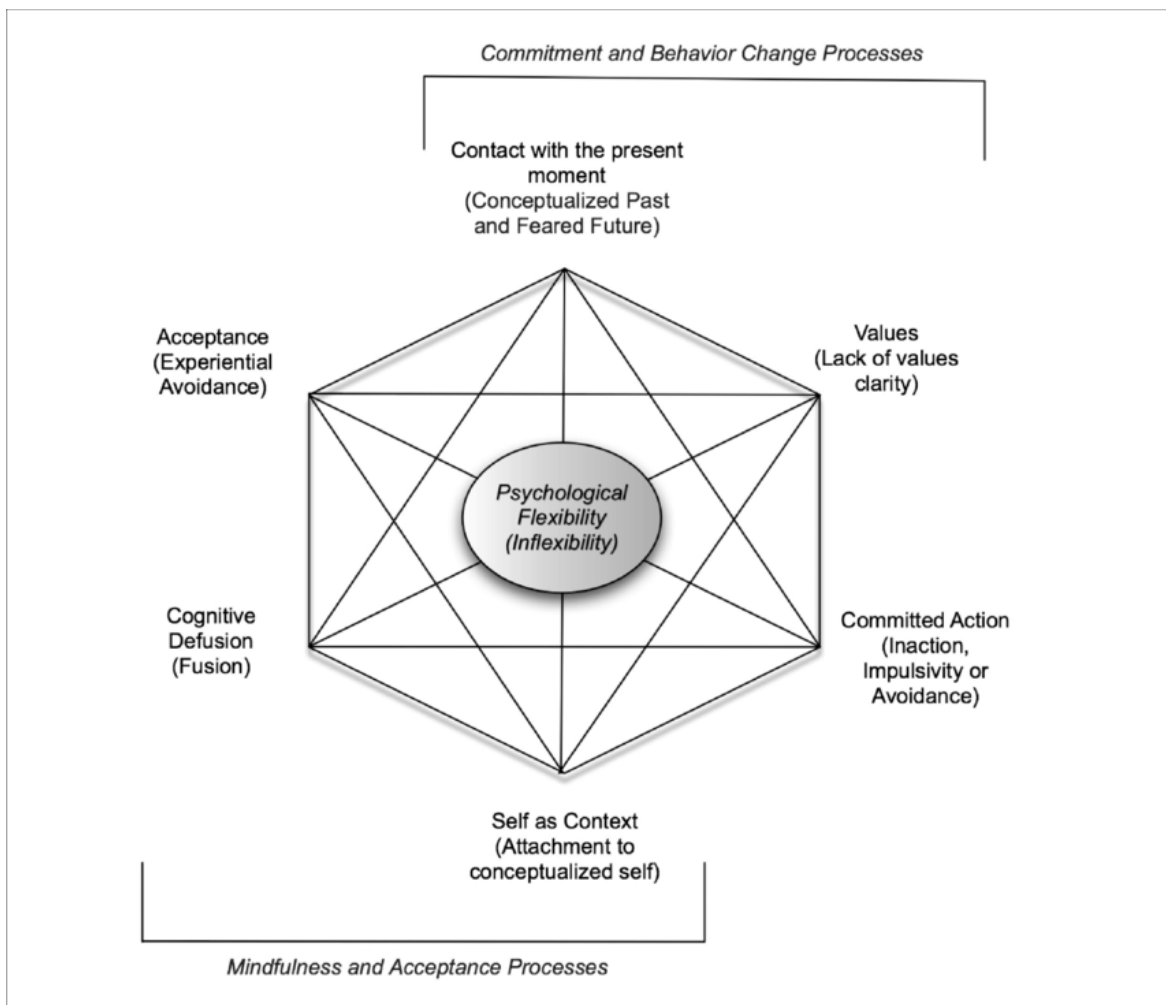 Commitment and Behavior Change Processes
Contact with the present
moment
(Conceptualized Past
and Feared Future)
Acceptance
(Experiential
Avoidance)
Values
(Lack of values
clarity)
Psychological
Flexibility
(Inflexibility)
Cognitive
Defusion
(Fusion)
Committed Action
(Inaction,
Impulsivity or
Avoidance)
Self as Context
(Attachment to
conceptualized self)
Mindfulness and Acceptance Processes